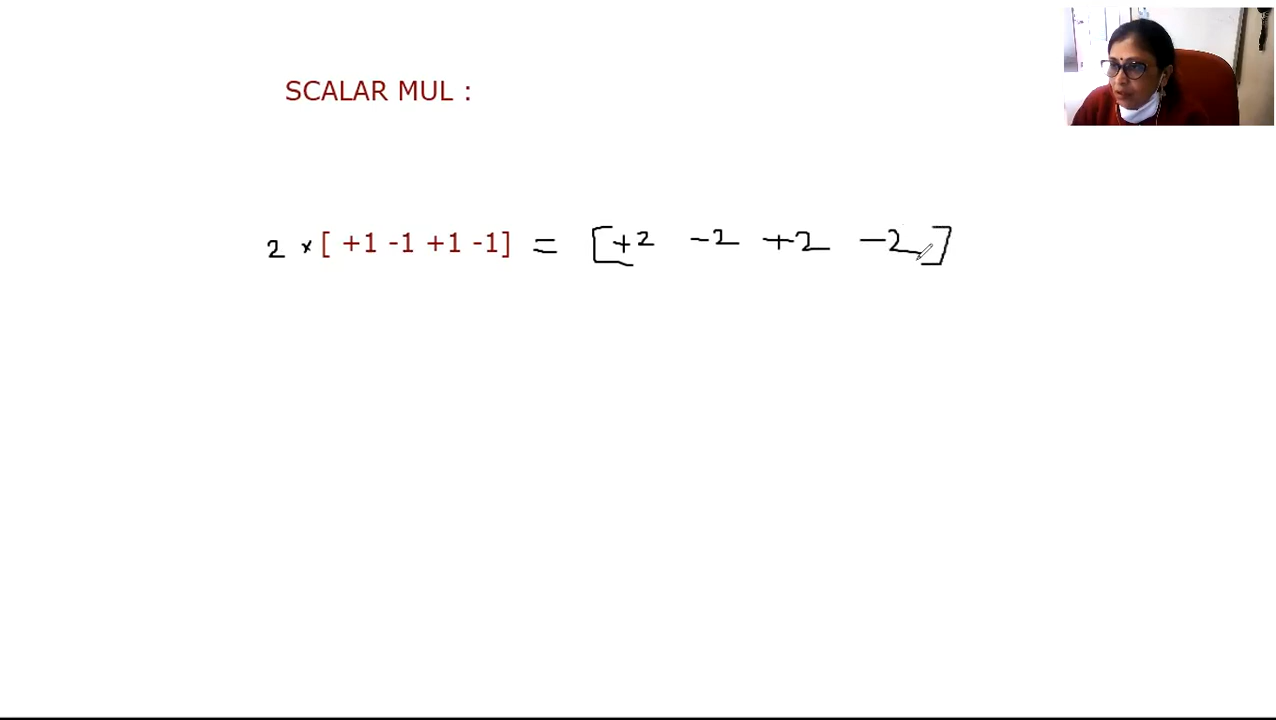 SCALAR MUL :
2 × [ +1 -1 +1 -1] = [+2 -2 +2 -2]